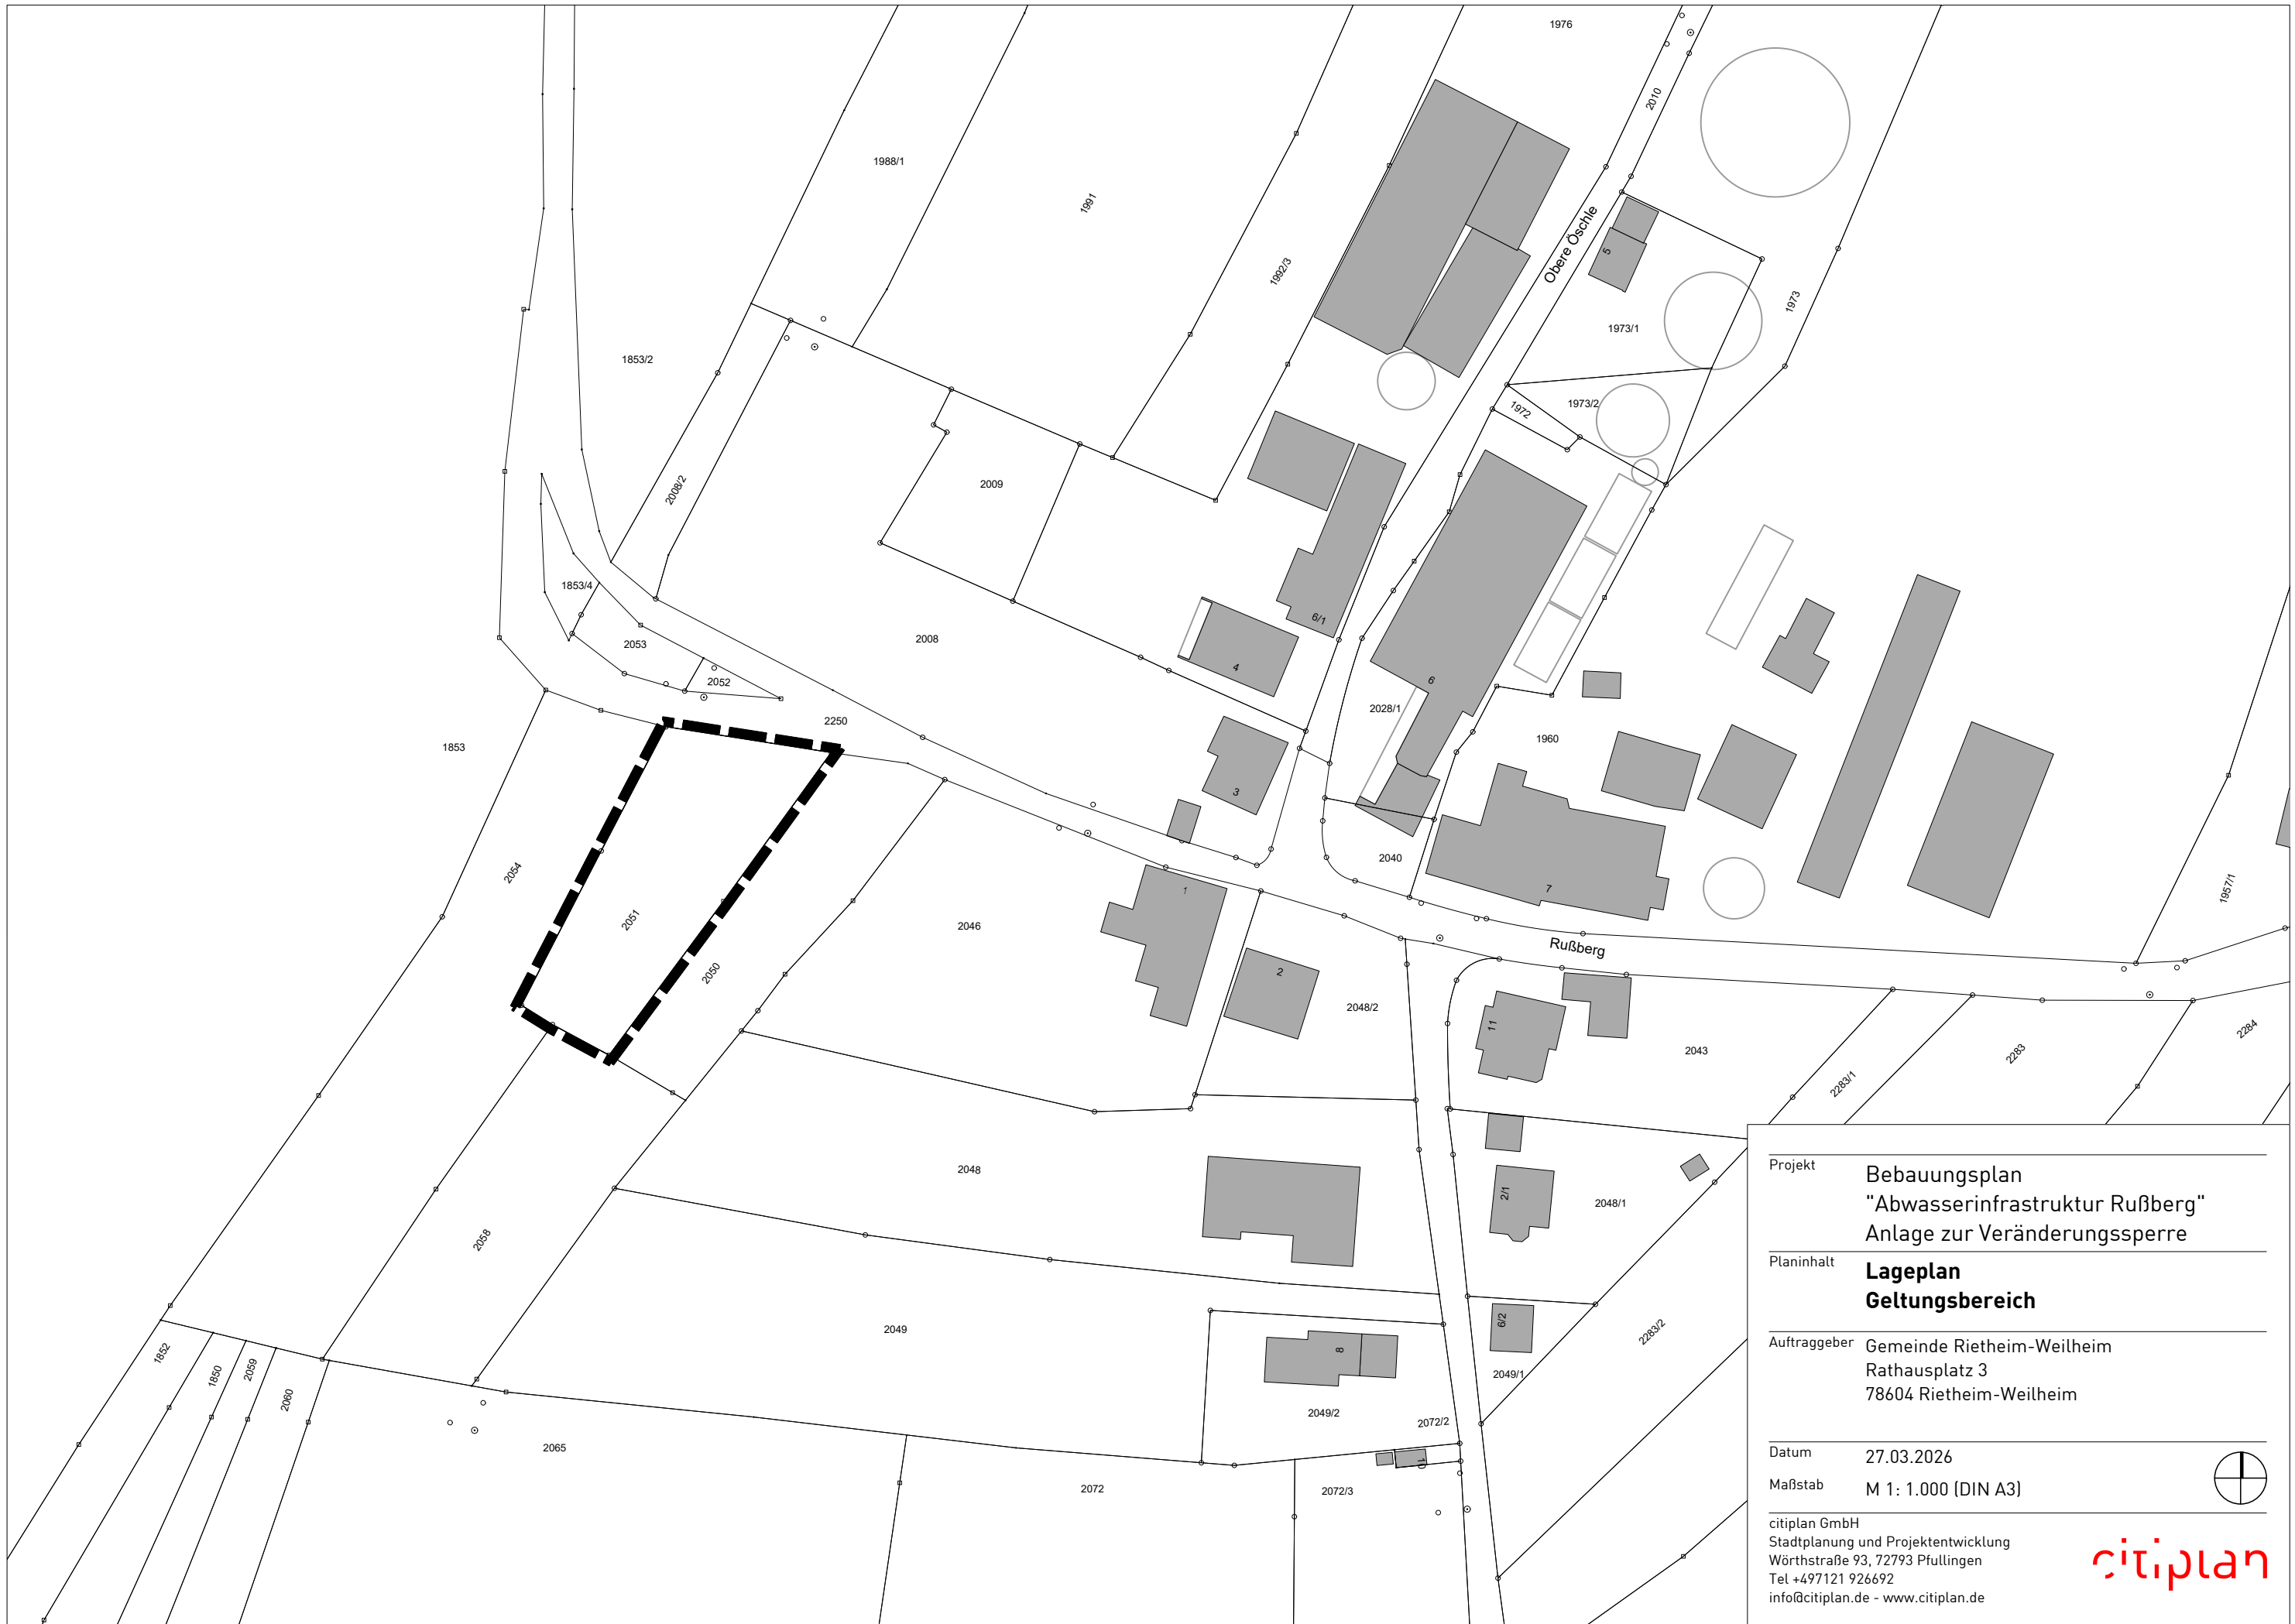 1976
2010
1988/1
1991
Obere Öschle
5
1992/3
1973
1973/1
1853/2
1973/2
1972
2009
2008/2
1853/4
6/1
2053
2008
4
2052
6
2028/1
2250
1960
1853
3
2040
2054
1
7
1957/1
2051
2046
Rußberg
2050
2
2048/2
11
2043
2284
2283
2283/1
2048
2/1
2048/1
2058
2049
6/2
2283/2
8
1852
1850
2059
2060
2049/1
2049/2
2072/2
2065
10
2072
2072/3
Projekt
Bebauungsplan
"Abwasserinfrastruktur Rußberg"
Anlage zur Veränderungssperre
Planinhalt
Lageplan
Geltungsbereich
Auftraggeber
Gemeinde Rietheim-Weilheim
Rathausplatz 3
78604 Rietheim-Weilheim
Datum
27.03.2026
Maßstab
M 1: 1.000 (DIN A3)
citiplan GmbH
Stadtplanung und Projektentwicklung
Wörthstraße 93, 72793 Pfullingen
Tel +497121 926692
info@citiplan.de - www.citiplan.de
citiplan